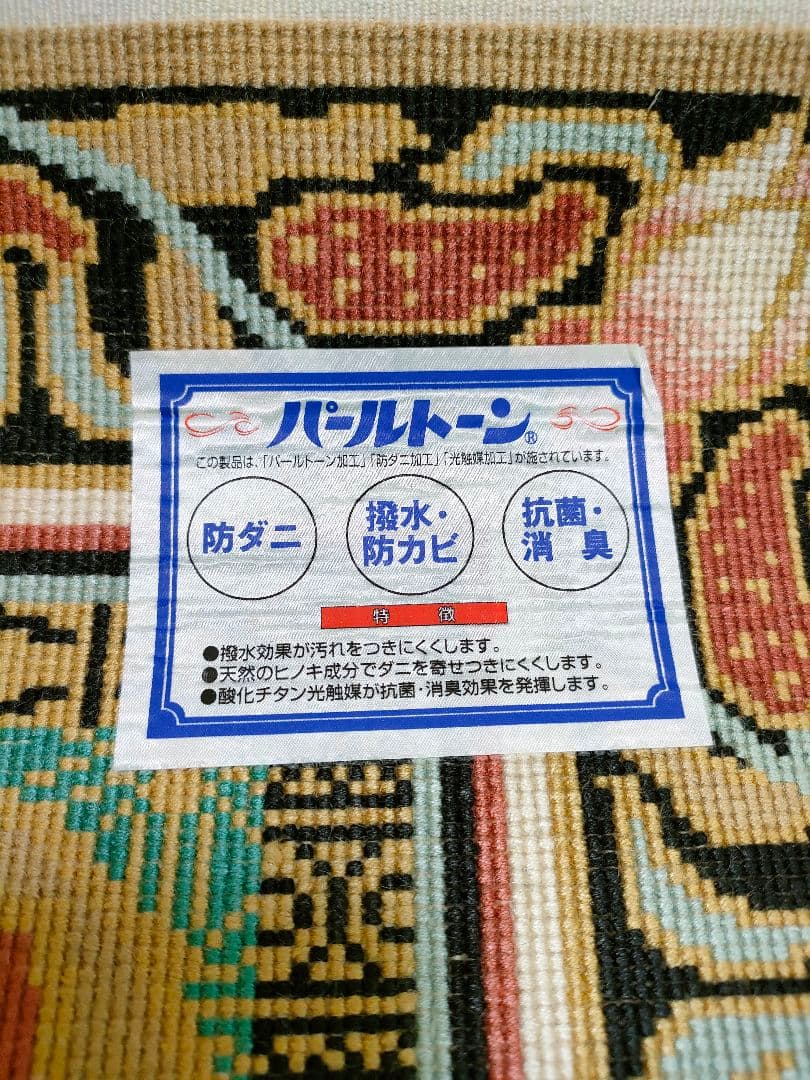 パールトーン®
この製品は、「パールトーン加工」「防ダニ加工」「光触媒加工」が施されています。
防ダニ
撥水・防カビ
抗菌・消臭
特徴
●撥水効果が汚れをつきにくくします。
●天然のヒノキ成分でダニを寄せつきにくくします。
●酸化チタン光触媒が抗菌・消臭効果を発揮します。